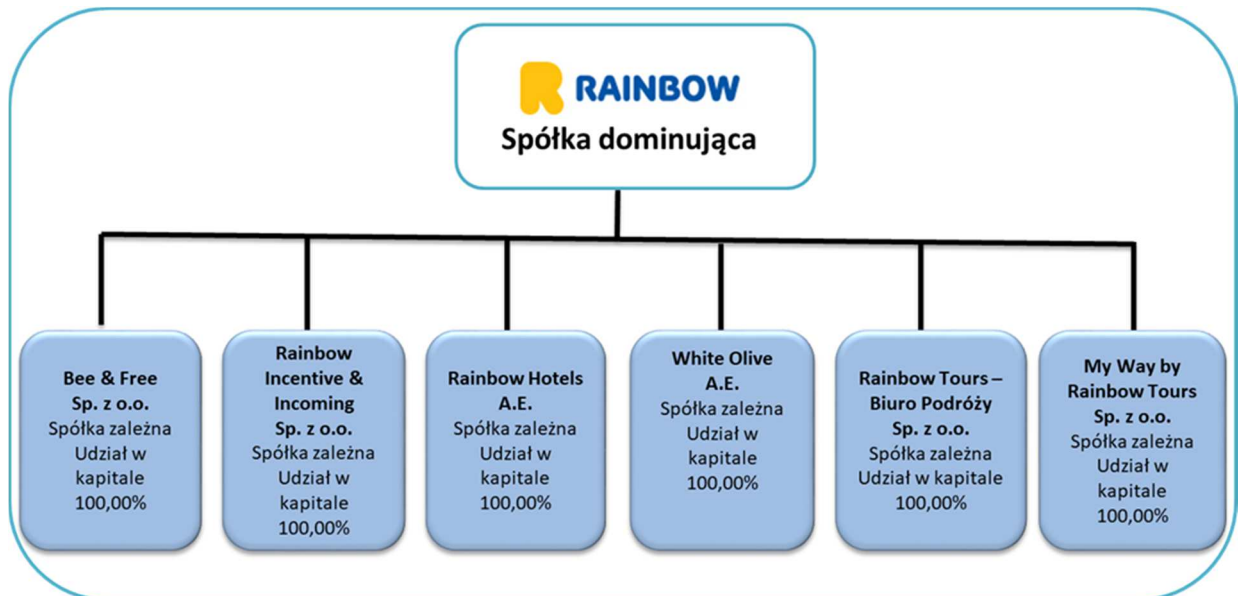 RAINBOW
Spółka dominująca
Bee & Free
Sp. z o.o.
Spółka zależna
Udział w
kapitale
100,00%
Rainbow
Incentive &
Incoming
Sp. z o.o.
Spółka zależna
Udział w
kapitale
100,00%
Rainbow Hotels
A.E.
Spółka zależna
Udział w
kapitale
100,00%
White Olive
A.E.
Spółka zależna
Udział w
kapitale
100,00%
Rainbow Tours –
Biuro Podróży
Sp. z o.o.
Spółka zależna
Udział w kapitale
100,00%
My Way by
Rainbow Tours
Sp. z o.o.
Spółka zależna
Udział w
kapitale
100,00%